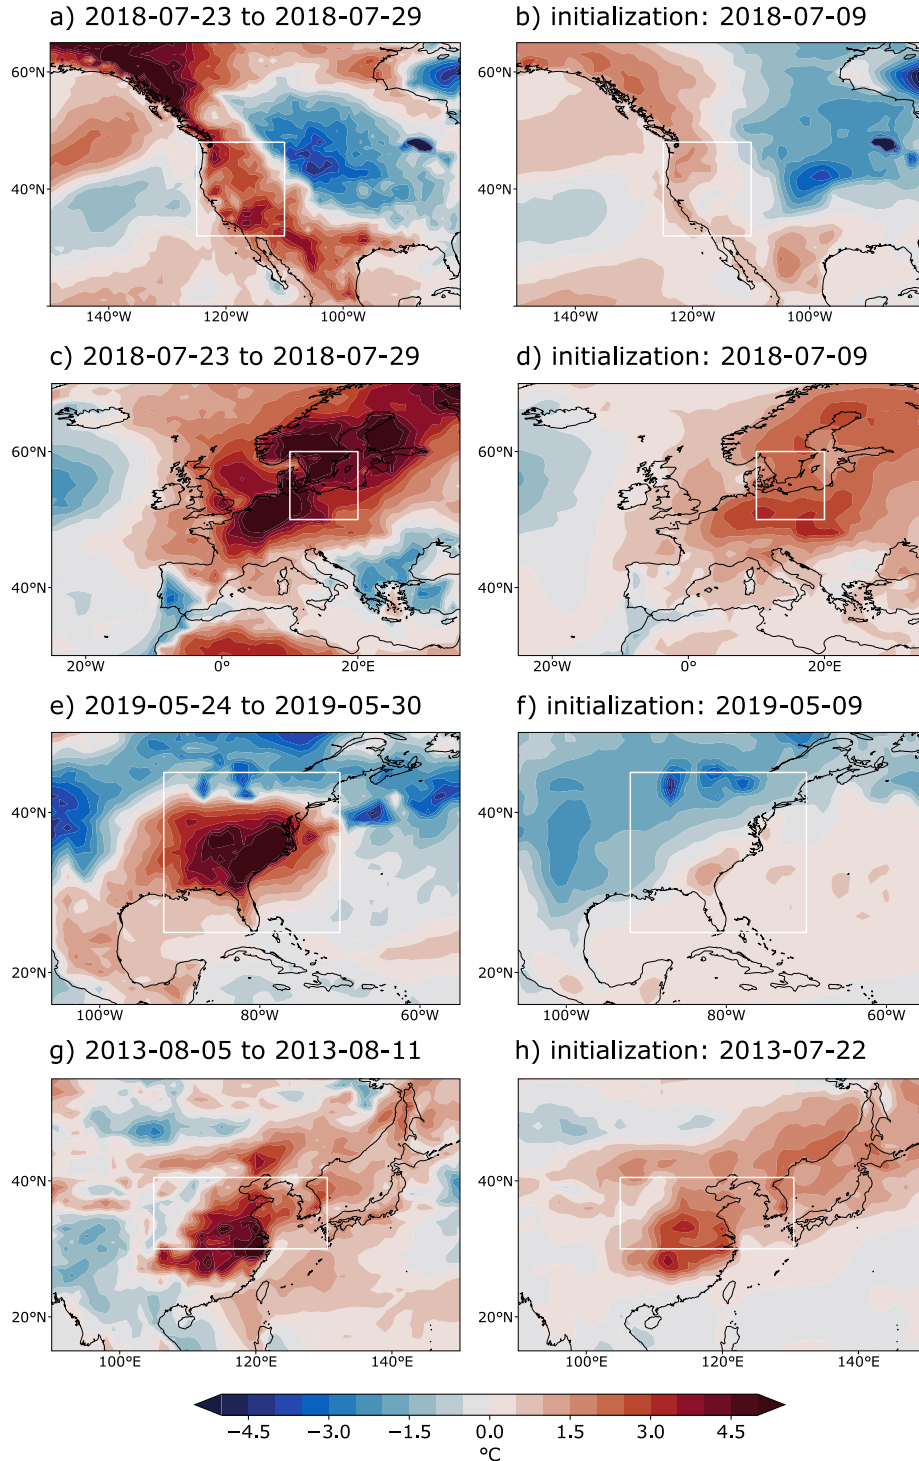 a) 2018-07-23 to 2018-07-29
b) initialization: 2018-07-09
60°N
40°N
140°W 120°W 100°W
60°N
40°N
140°W 120°W 100°W
c) 2018-07-23 to 2018-07-29
d) initialization: 2018-07-09
60°N
40°N
20°W 0° 20°E
60°N
40°N
20°W 0° 20°E
e) 2019-05-24 to 2019-05-30
f) initialization: 2019-05-09
40°N
20°N
100°W 80°W 60°W
40°N
20°N
100°W 80°W 60°W
g) 2013-08-05 to 2013-08-11
h) initialization: 2013-07-22
40°N
20°N
100°E 120°E 140°E
40°N
20°N
100°E 120°E 140°E
−4.5 −3.0 −1.5 0.0 1.5 3.0 4.5
°C